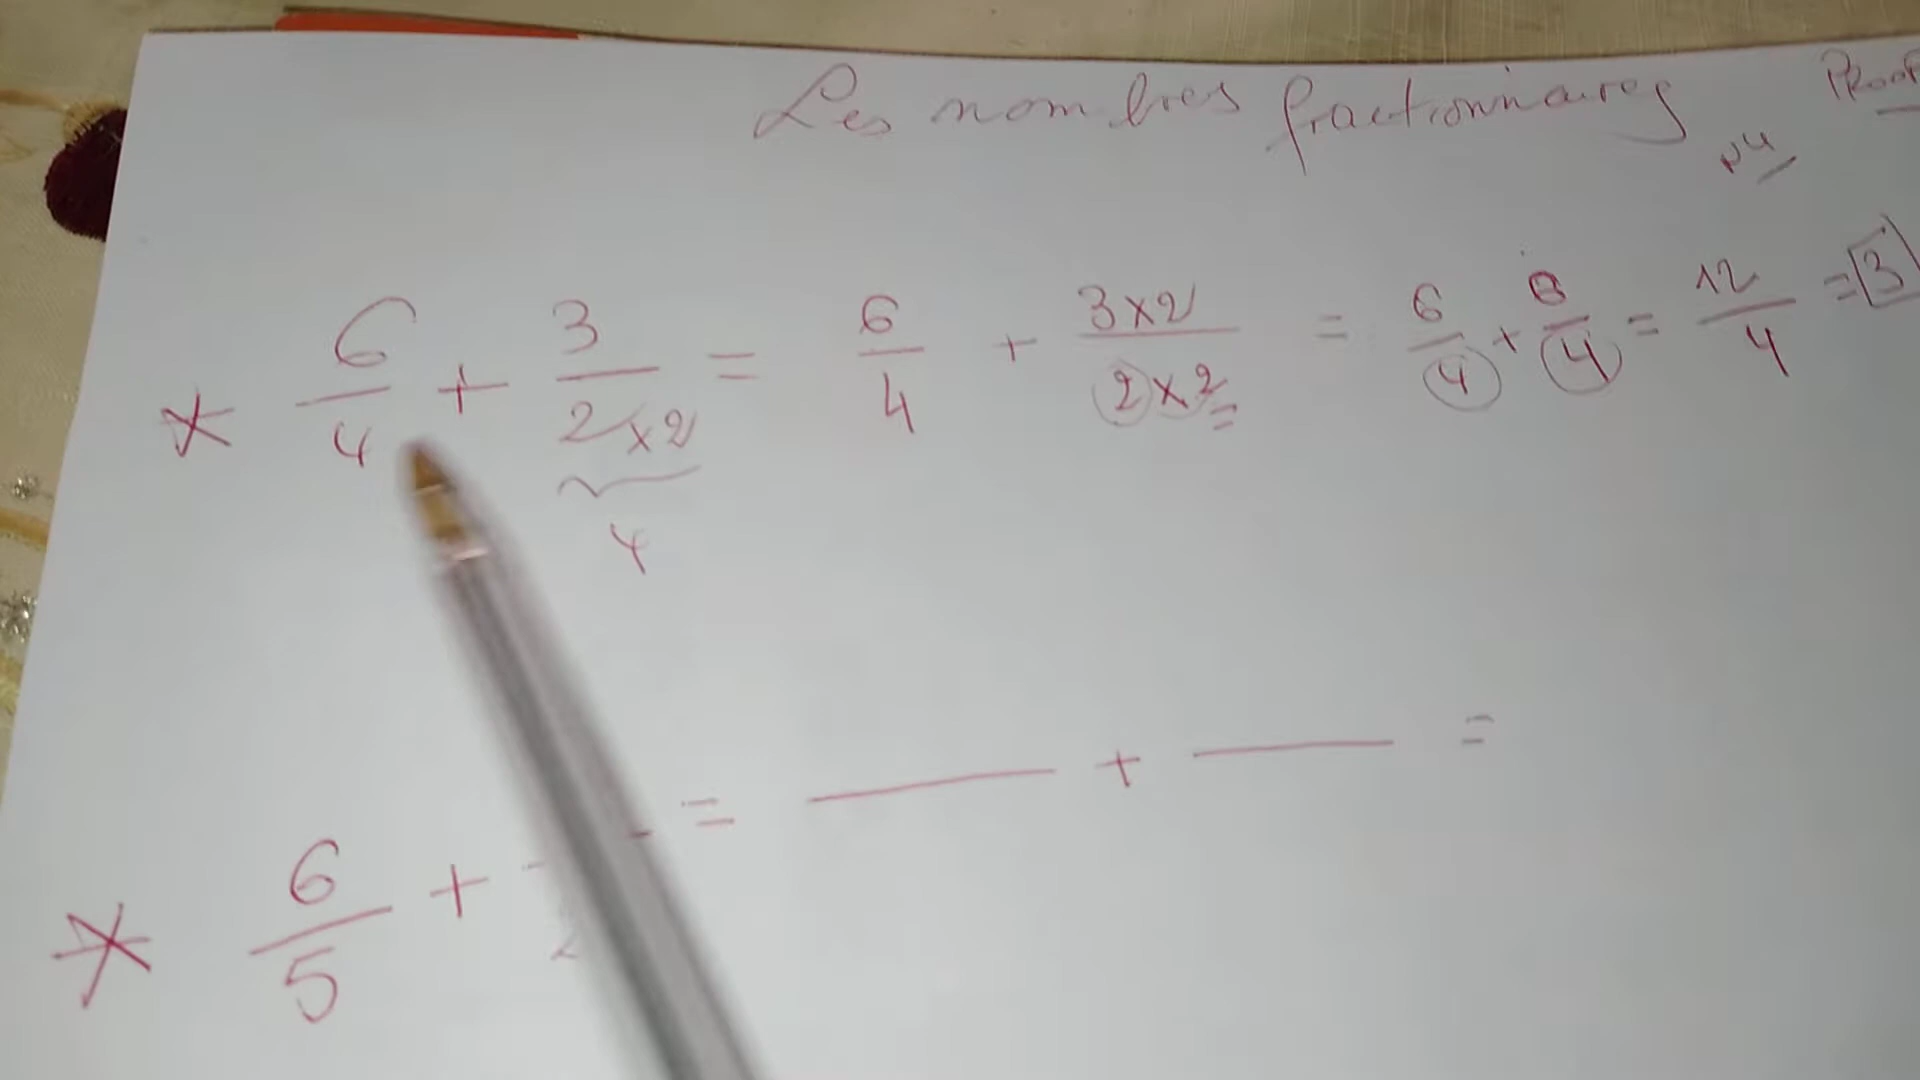 Les nombres fractionnaires
N4
* 6/4 + 3/(2×2) = 6/4 + (3×2)/(2×2) = 6/4 + 6/4 = 12/4 = 3
4
* 6/5 + = + =